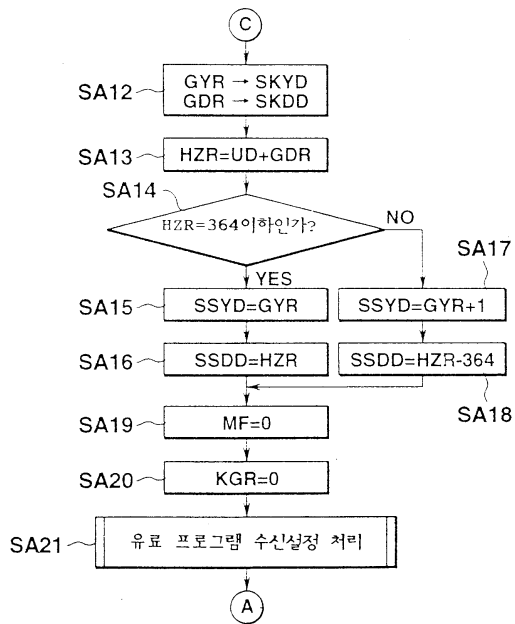 C
SA12
GYR → SKYD
GDR → SKDD
SA13
HZR=UD+GDR
SA14
HZR=364이하인가?
NO
YES
SA17
SA15
SSYD=GYR
SSYD=GYR+1
SA16
SSDD=HZR
SSDD=HZR-364
SA18
SA19
MF=0
SA20
KGR=0
SA21
유료 프로그램 수신설정 처리
A